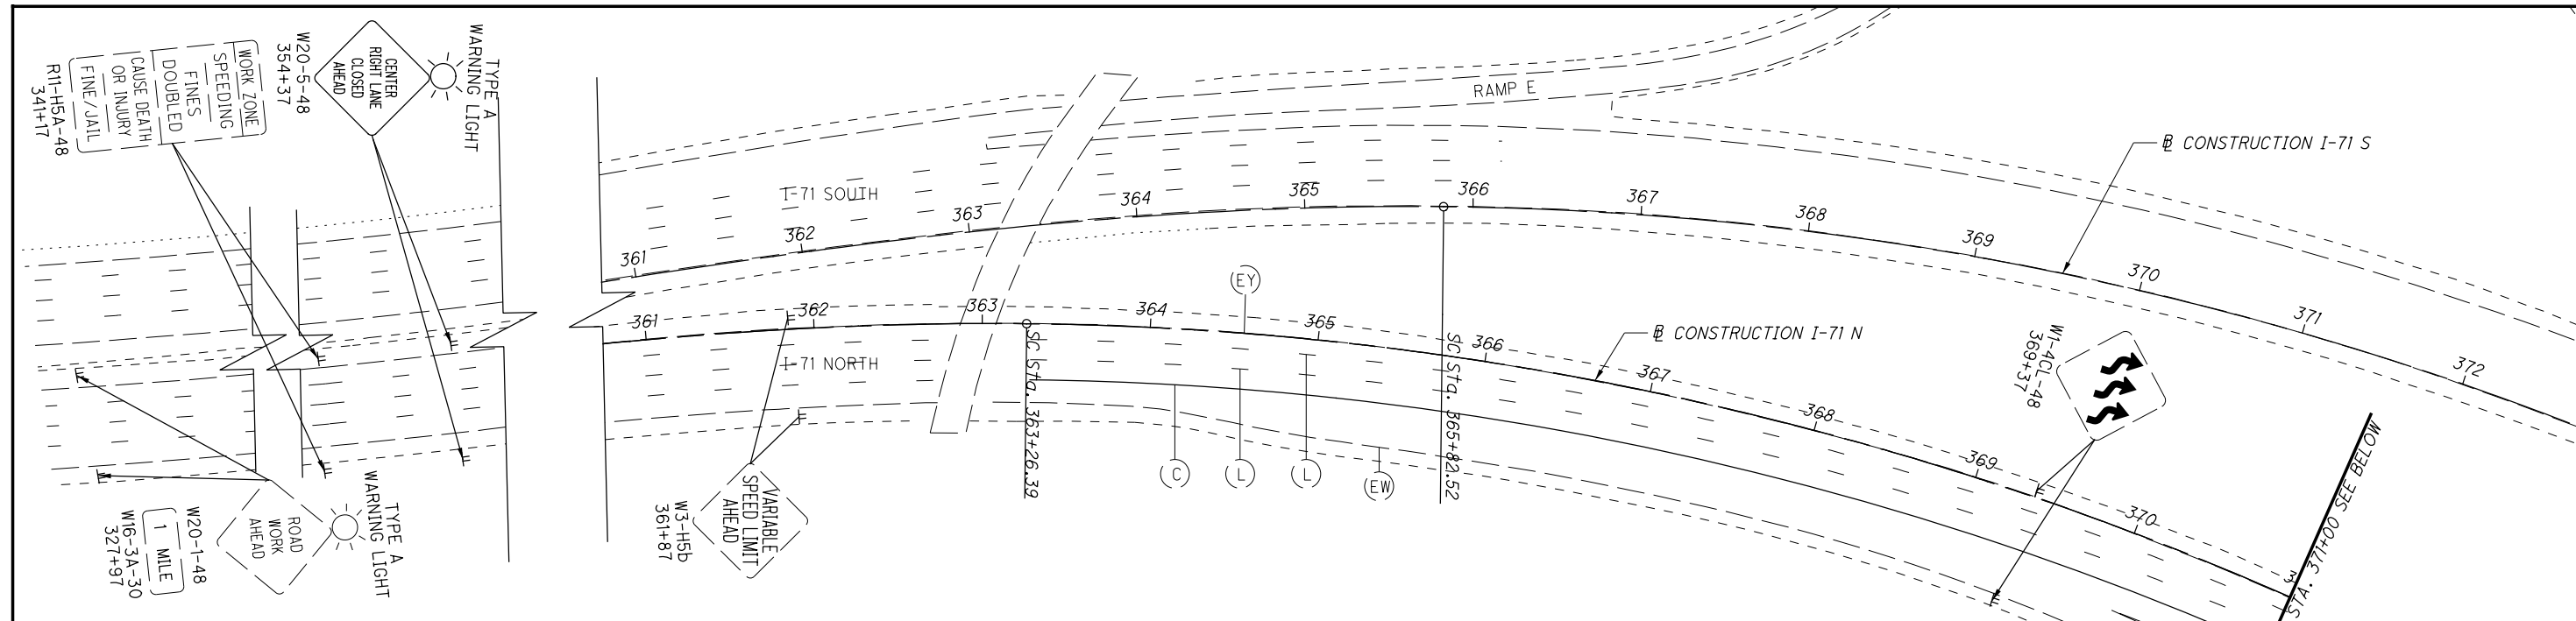 WORK ZONE
SPEEDING
FINES
DOUBLED
CAUSE DEATH
OR INJURY
FINE/JAIL
R11-H5A-48
341+17
W20-5-48
354+37
CENTER
RIGHT LANE
CLOSED
AHEAD
TYPE A
WARNING LIGHT
RAMP E
I-71 SOUTH
361
362
363
364
365
366
367
368
369
370
371
372
℄ CONSTRUCTION I-71 S
I-71 NORTH
361
362
363
364
365
366
367
368
369
370
℄ CONSTRUCTION I-71 N
EY
C
L
L
EW
SC Sta. 363+26.39
SC Sta. 365+82.52
W1-4CL-48
369+37
STA. 371+00 SEE BELOW
VARIABLE
SPEED LIMIT
AHEAD
W3-H5b
361+87
TYPE A
WARNING LIGHT
ROAD
WORK
AHEAD
W20-1-48
1 MILE
W16-3A-30
327+97